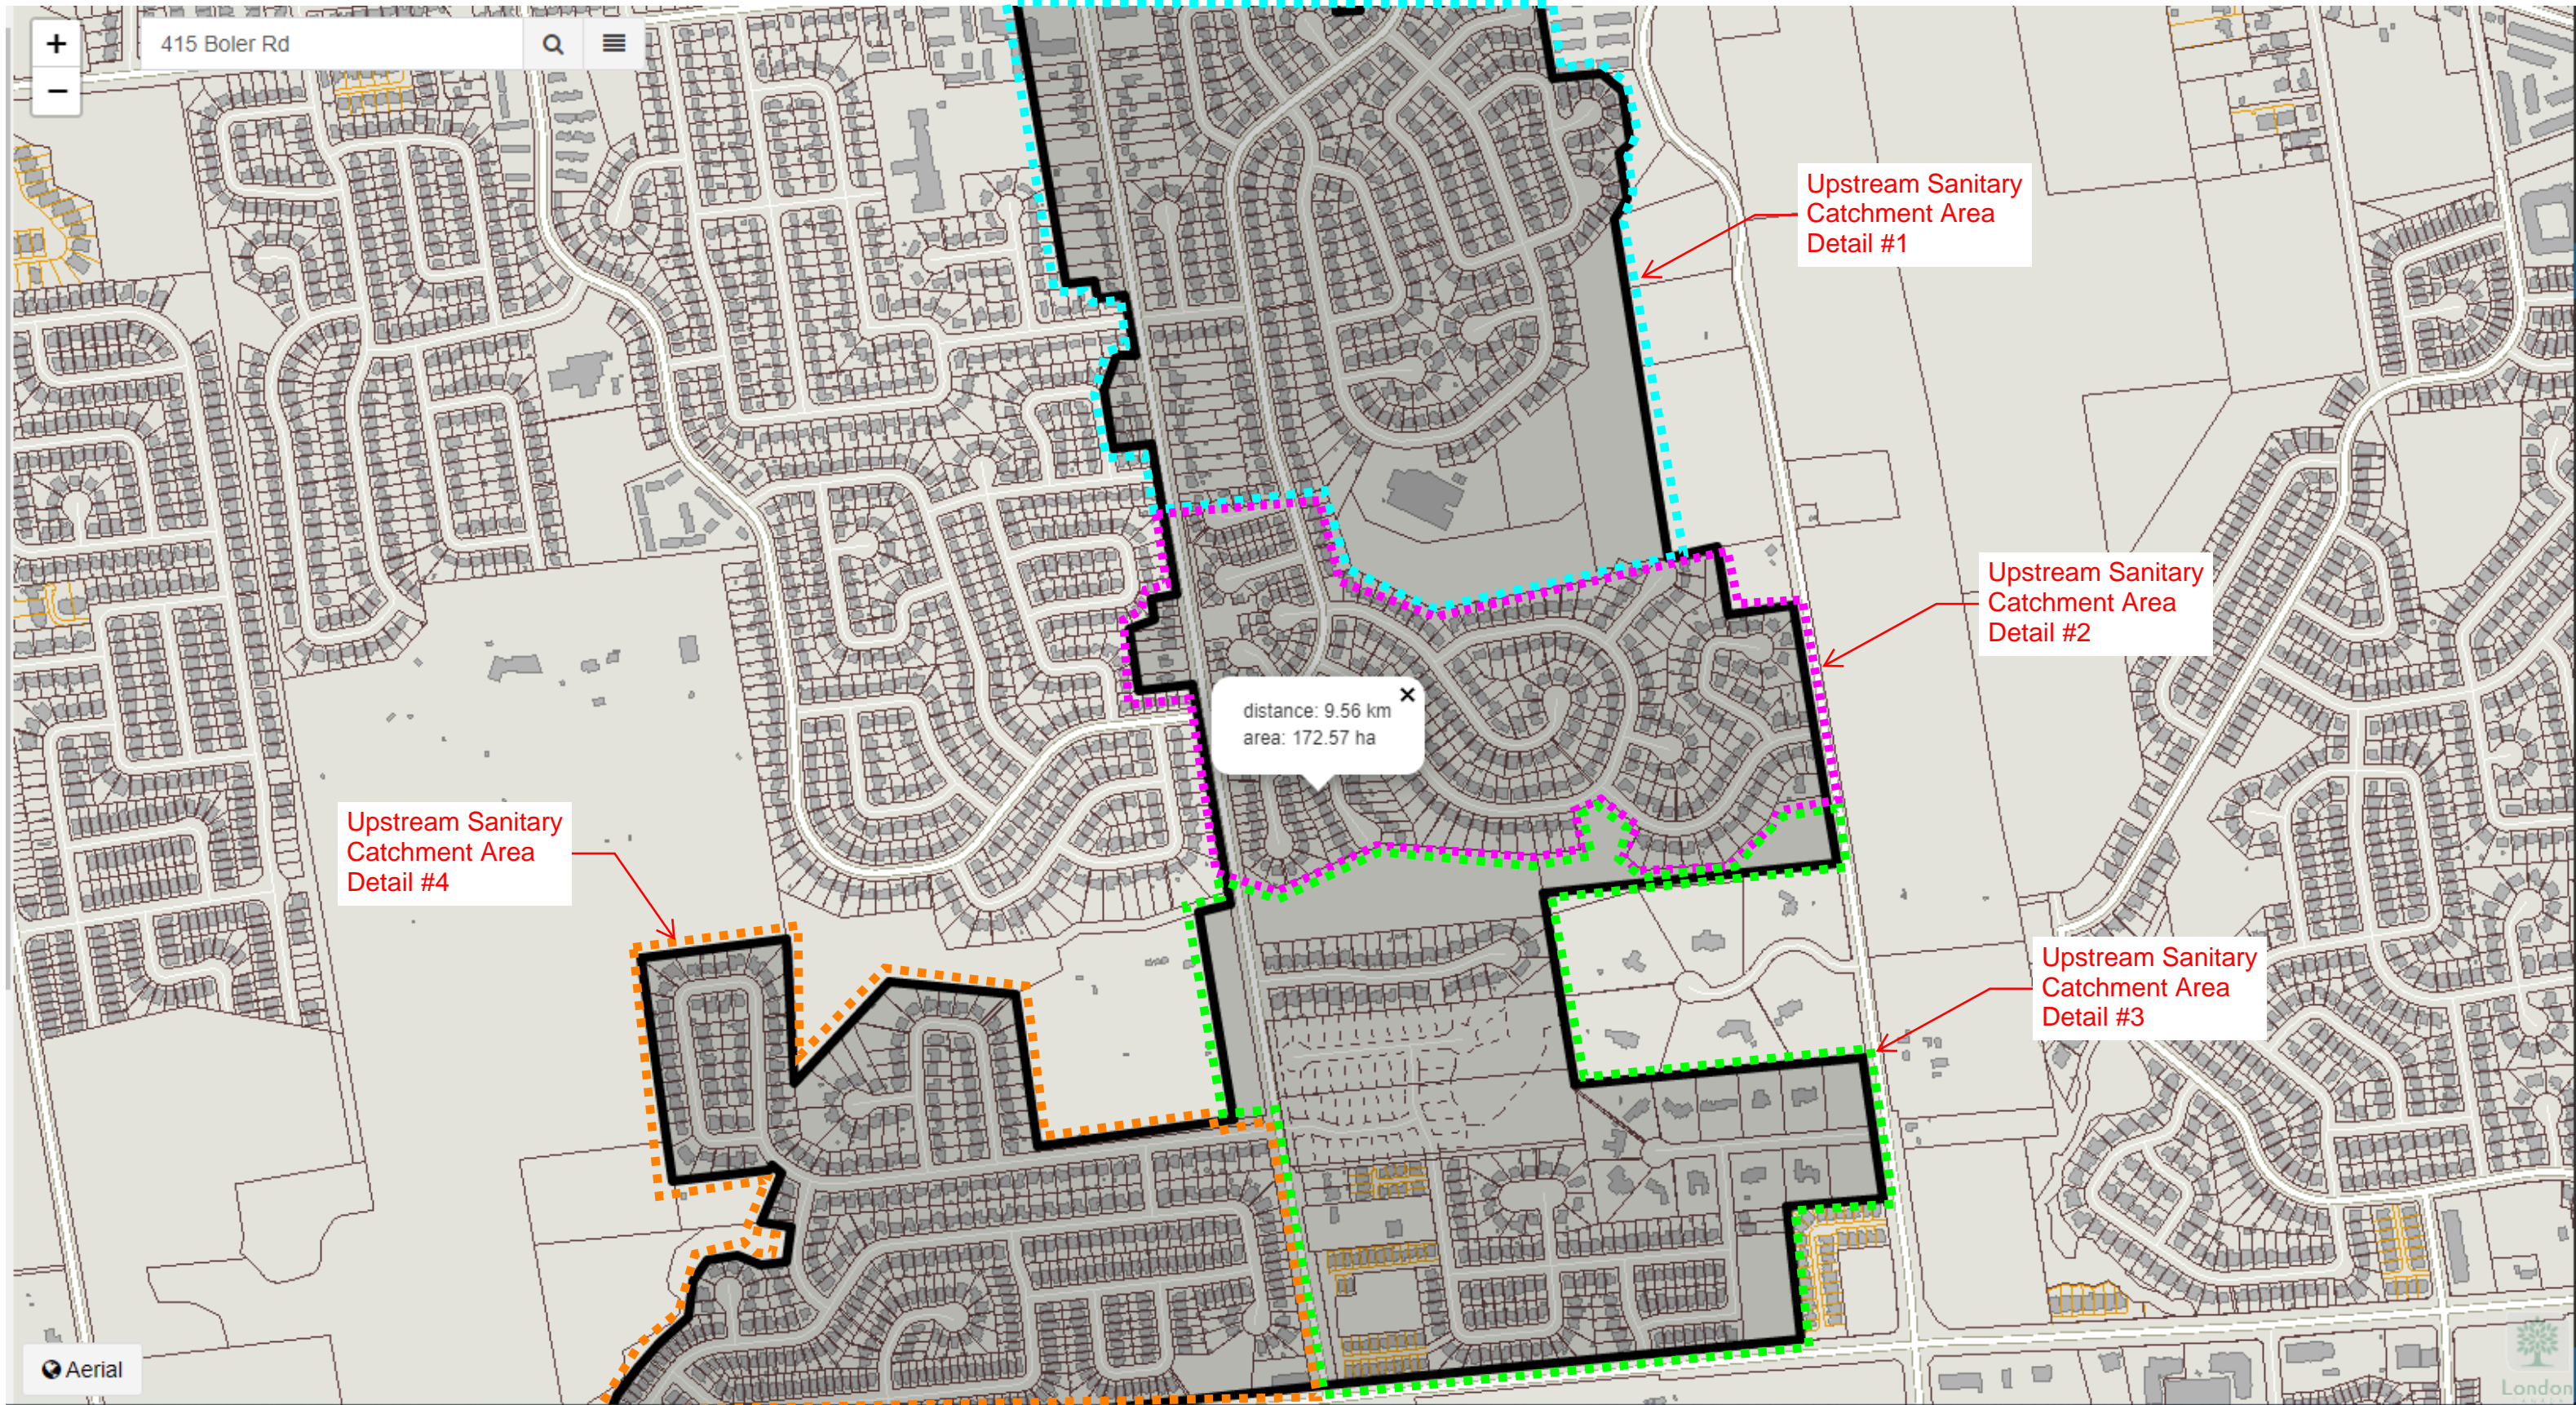 +
415 Boler Rd
−
Upstream Sanitary
Catchment Area
Detail #1
Upstream Sanitary
Catchment Area
Detail #2
distance: 9.56 km
area: 172.57 ha
Upstream Sanitary
Catchment Area
Detail #4
Upstream Sanitary
Catchment Area
Detail #3
Aerial
London